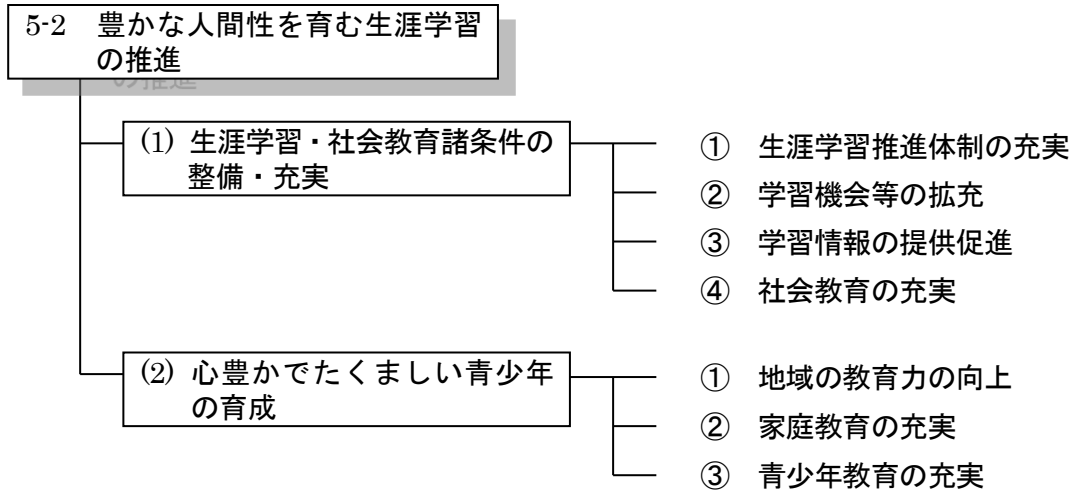 5-2 豊かな人間性を育む生涯学習
の推進
(1) 生涯学習・社会教育諸条件の
整備・充実
① 生涯学習推進体制の充実
② 学習機会等の拡充
③ 学習情報の提供促進
④ 社会教育の充実
(2) 心豊かでたくましい青少年
の育成
① 地域の教育力の向上
② 家庭教育の充実
③ 青少年教育の充実